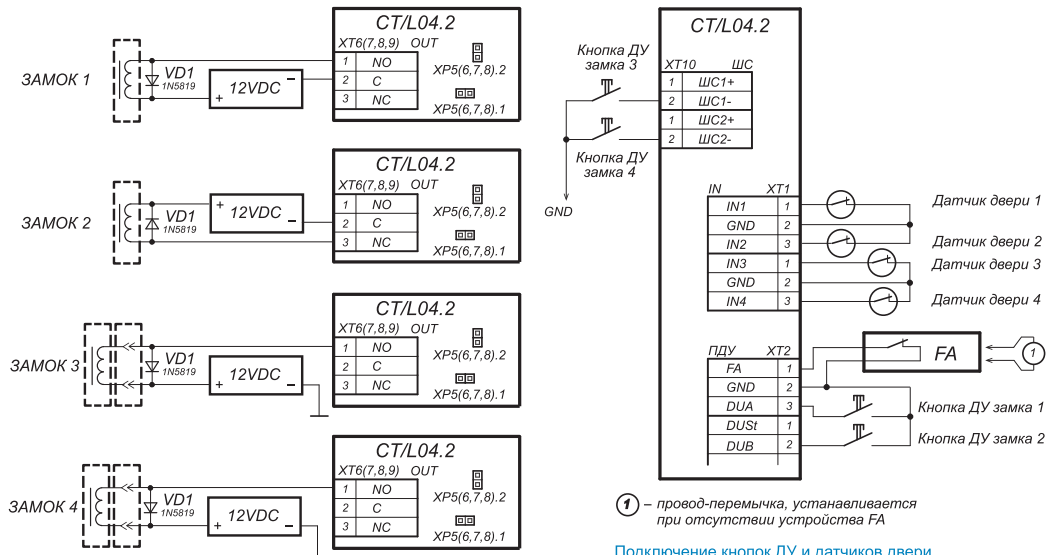 CT/L04.2
XT6(7,8,9) OUT
1 NO
2 C
3 NC
XP5(6,7,8).2
XP5(6,7,8).1
ЗАМОК 1
VD1
1N5819
12VDC
+ –
CT/L04.2
XT6(7,8,9) OUT
1 NO
2 C
3 NC
XP5(6,7,8).2
XP5(6,7,8).1
ЗАМОК 2
VD1
1N5819
+ 12VDC –
CT/L04.2
XT6(7,8,9) OUT
1 NO
2 C
3 NC
XP5(6,7,8).2
XP5(6,7,8).1
ЗАМОК 3
VD1
1N5819
+ 12VDC –
CT/L04.2
XT6(7,8,9) OUT
1 NO
2 C
3 NC
XP5(6,7,8).2
XP5(6,7,8).1
ЗАМОК 4
VD1
1N5819
+ 12VDC –
CT/L04.2
Кнопка ДУ
замка 3
XT10 ШС
1 ШС1+
2 ШС1-
1 ШС2+
2 ШС2-
Кнопка ДУ
замка 4
GND
IN XT1
IN1 1
GND 2
IN2 3
IN3 1
GND 2
IN4 3
Датчик двери 1
Датчик двери 2
Датчик двери 3
Датчик двери 4
ПДУ XT2
FA 1
GND 2
DUA 3
DUSt 1
DUB 2
FA
1
Кнопка ДУ замка 1
Кнопка ДУ замка 2
1 – провод-перемычка, устанавливается
при отсутствии устройства FA
Подключение кнопок ДУ и датчиков двери